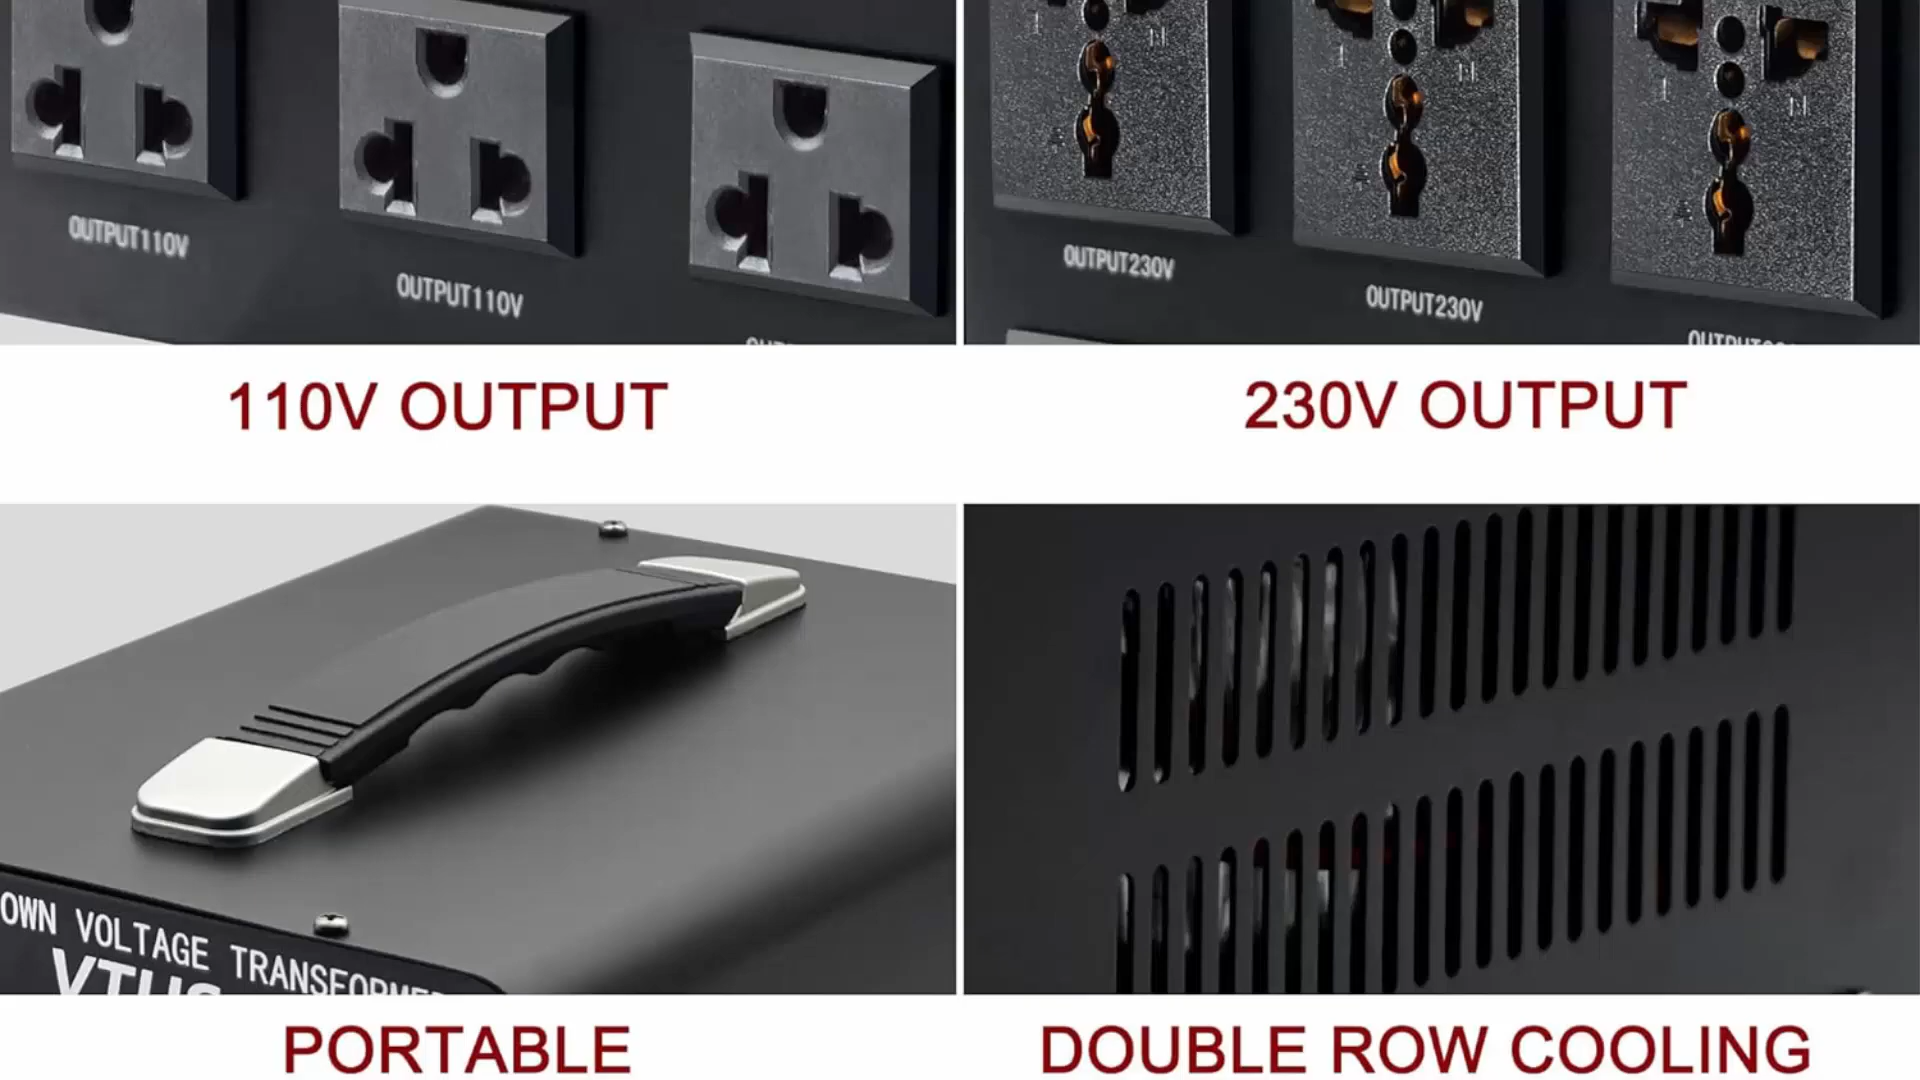 OUTPUT110V
OUTPUT110V
OUTPUT230V
OUTPUT230V
110V OUTPUT
230V OUTPUT
OWN VOLTAGE TRANSFORMER
PORTABLE
DOUBLE ROW COOLING